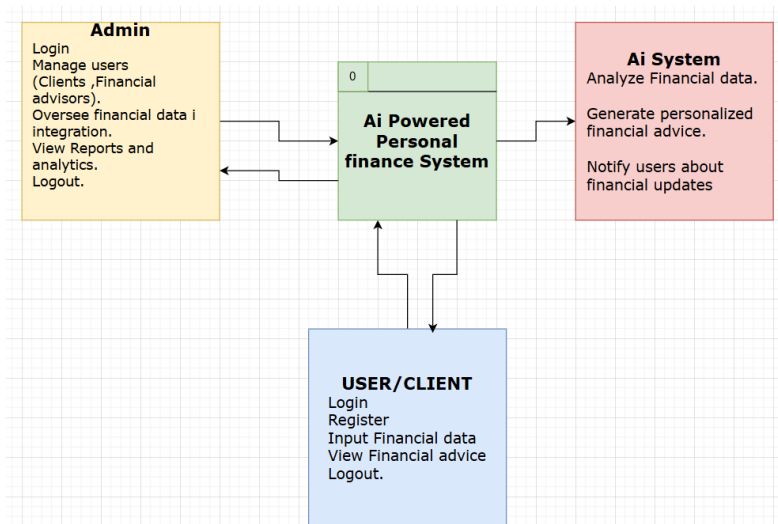 Admin
Login
Manage users
(Clients ,Financial
advisors).
Oversee financial data i
integration.
View Reports and
analytics.
Logout.
0
Ai Powered
Personal
finance System
Ai System
Analyze Financial data.
Generate personalized
financial advice.
Notify users about
financial updates
USER/CLIENT
Login
Register
Input Financial data
View Financial advice
Logout.